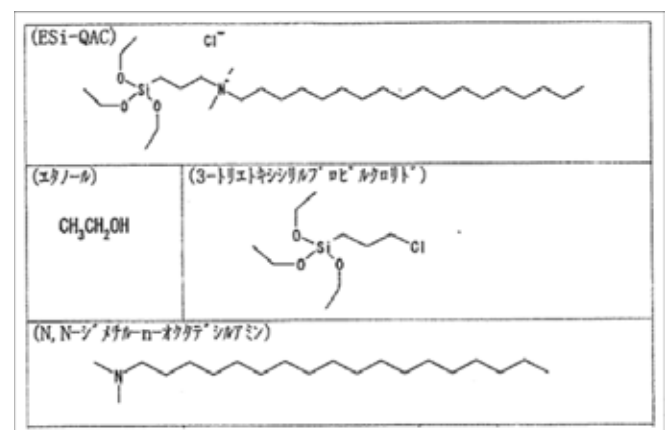 (ESi-QAC)
Cl⁻
O
Si
N⁺
O
O
(エタノール)
CH₃CH₂OH
(3-トリエトキシシリルプロピルクロリド)
O
Si
Cl
O
O
(N,N-ジメチル-n-オクタデシルアミン)
N